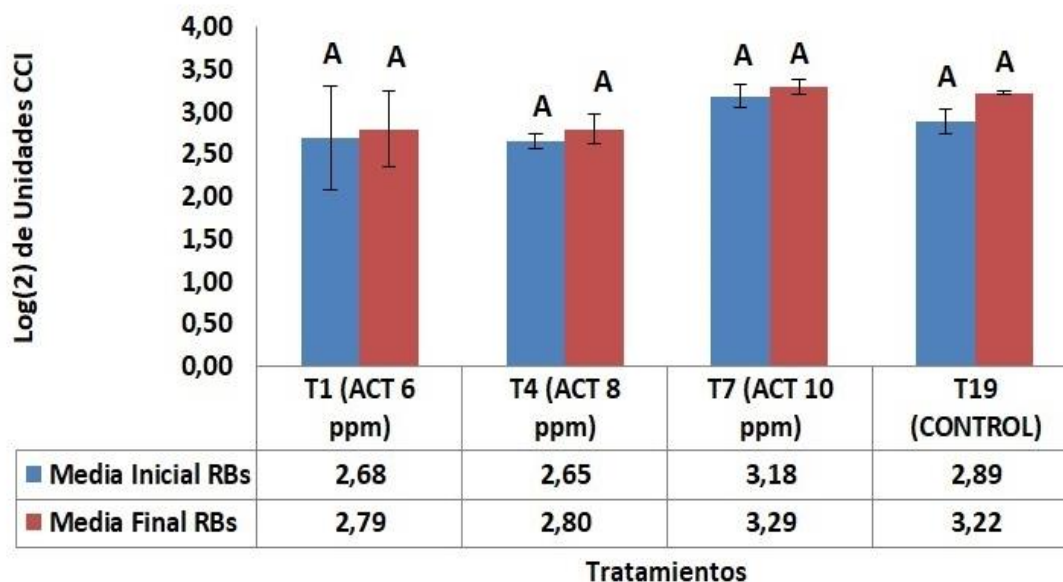 Log(2) de Unidades CCI
4,00
3,50
3,00
2,50
2,00
1,50
1,00
0,50
0,00
A A A A A A A A
T1 (ACT 6 ppm) T4 (ACT 8 ppm) T7 (ACT 10 ppm) T19 (CONTROL)
Media Inicial RBs 2,68 2,65 3,18 2,89
Media Final RBs 2,79 2,80 3,29 3,22
Tratamientos